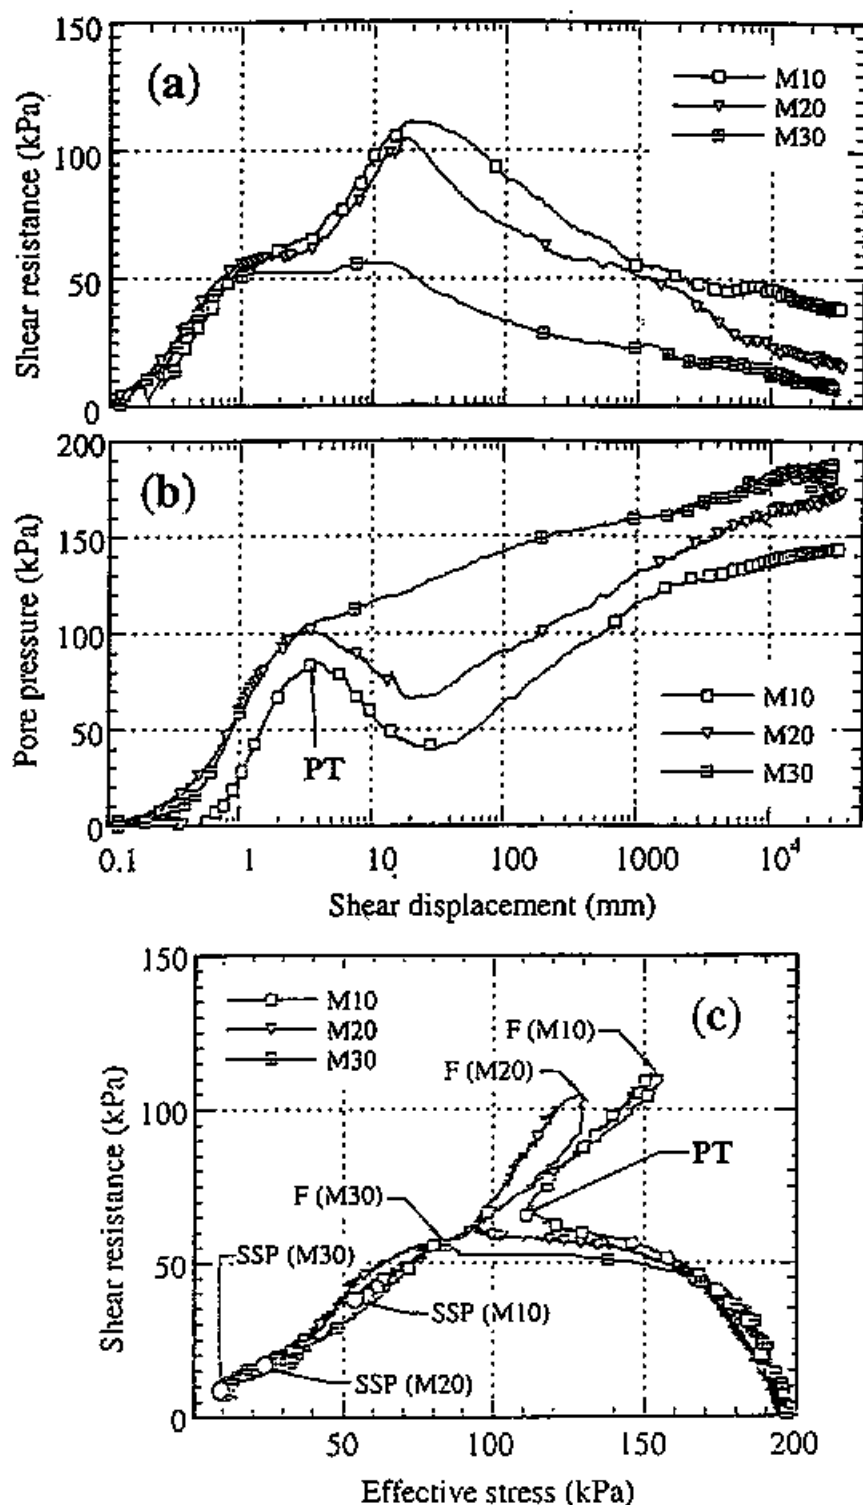 150
(a)
M10
M20
M30
100
50
0
Shear resistance (kPa)
200
(b)
150
100
50
0
Pore pressure (kPa)
PT
M10
M20
M30
0.1 1 10 100 1000 10⁴
Shear displacement (mm)
150
M10
M20
M30
(c)
F (M10)
F (M20)
100
PT
F (M30)
50
SSP (M30)
SSP (M10)
SSP (M20)
0
Shear resistance (kPa)
50 100 150 200
Effective stress (kPa)